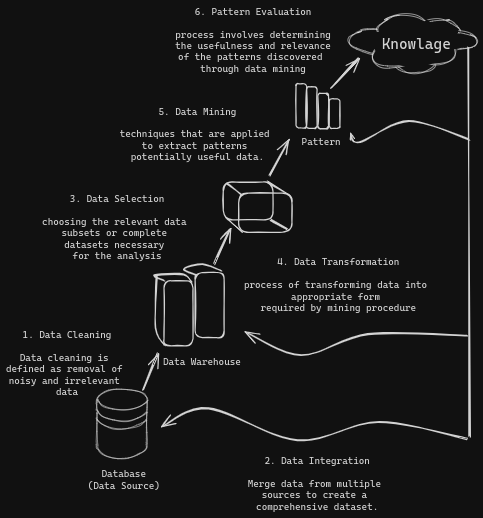 6. Pattern Evaluation
process involves determining
the usefulness and relevance
of the patterns discovered
through data mining
Knowlage
5. Data Mining
techniques that are applied
to extract patterns
potentially useful data.
Pattern
3. Data Selection
choosing the relevant data
subsets or complete
datasets necessary
for the analysis
4. Data Transformation
process of transforming data into
appropriate form
required by mining procedure
1. Data Cleaning
Data cleaning is
defined as removal of
noisy and irrelevant
data
Data Warehouse
Database
(Data Source)
2. Data Integration
Merge data from multiple
sources to create a
comprehensive dataset.